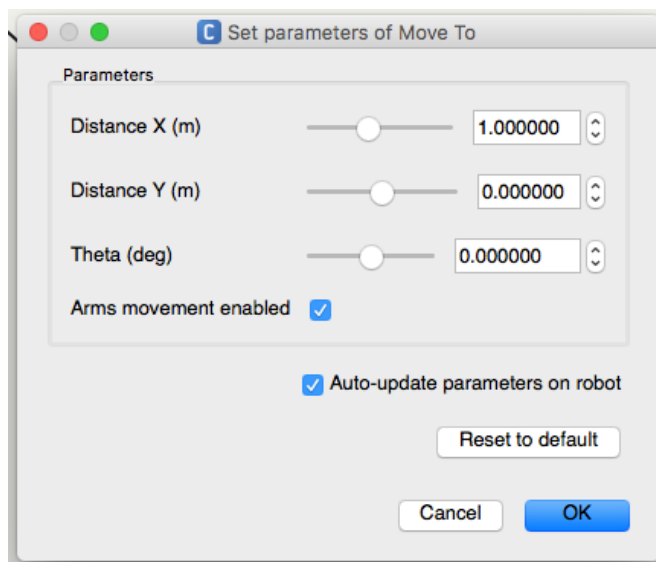 C Set parameters of Move To
Parameters
Distance X (m) 1.000000
Distance Y (m) 0.000000
Theta (deg) 0.000000
Arms movement enabled
Auto-update parameters on robot
Reset to default
Cancel OK